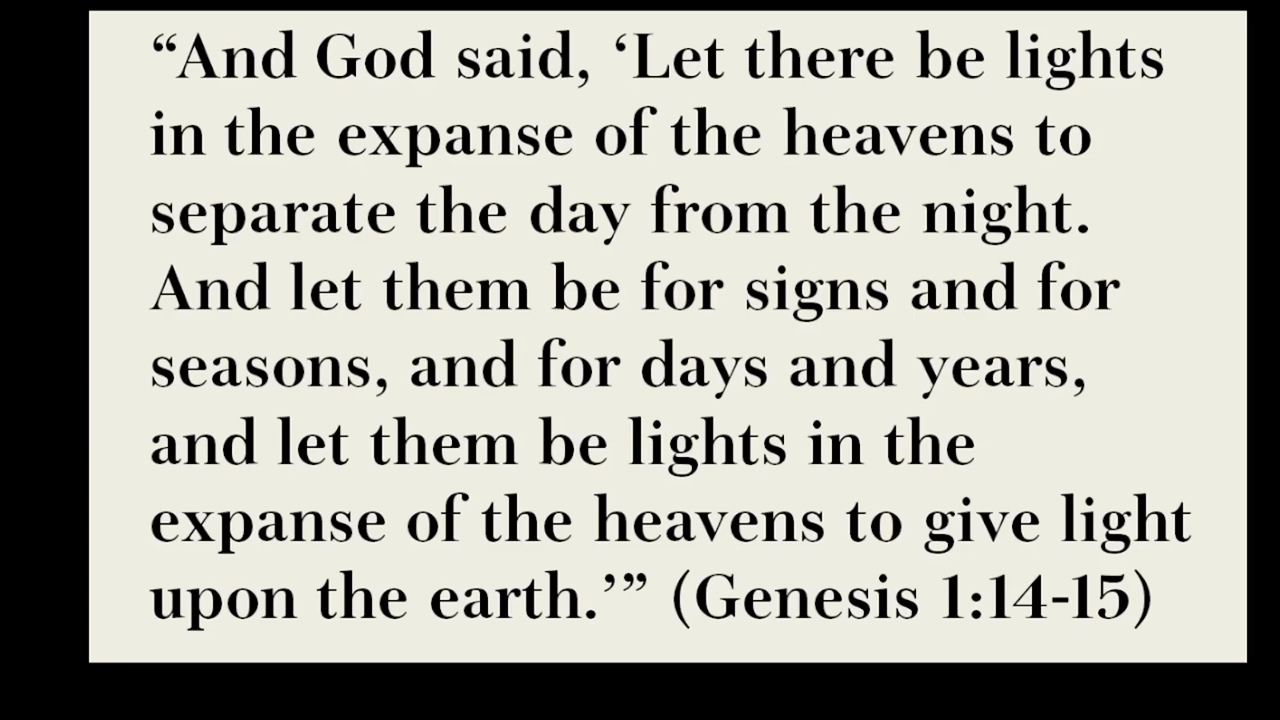 “And God said, ‘Let there be lights
in the expanse of the heavens to
separate the day from the night.
And let them be for signs and for
seasons, and for days and years,
and let them be lights in the
expanse of the heavens to give light
upon the earth.’” (Genesis 1:14-15)